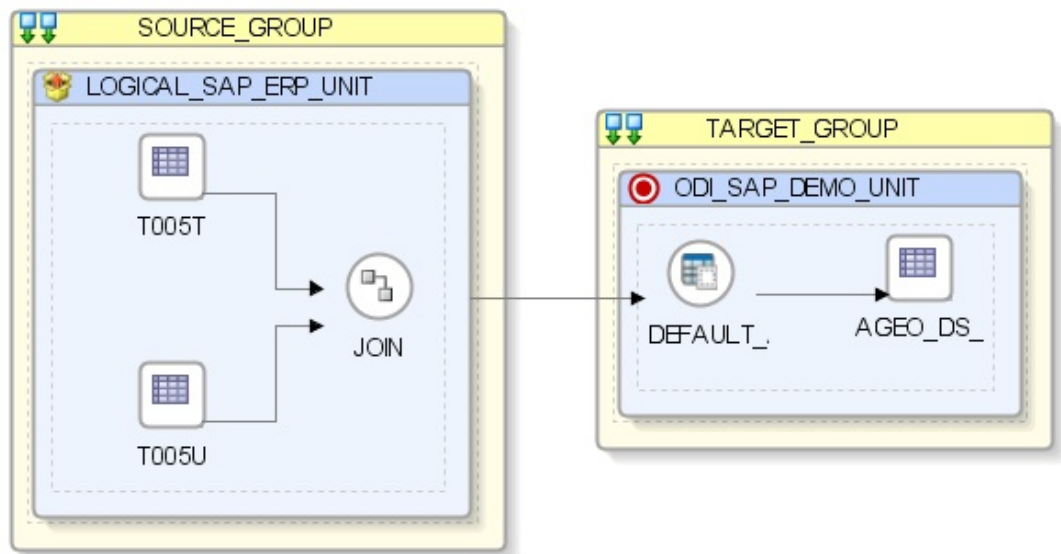 SOURCE_GROUP
LOGICAL_SAP_ERP_UNIT
T005T
JOIN
T005U
TARGET_GROUP
ODI_SAP_DEMO_UNIT
DEFAULT_.
AGEO_DS_